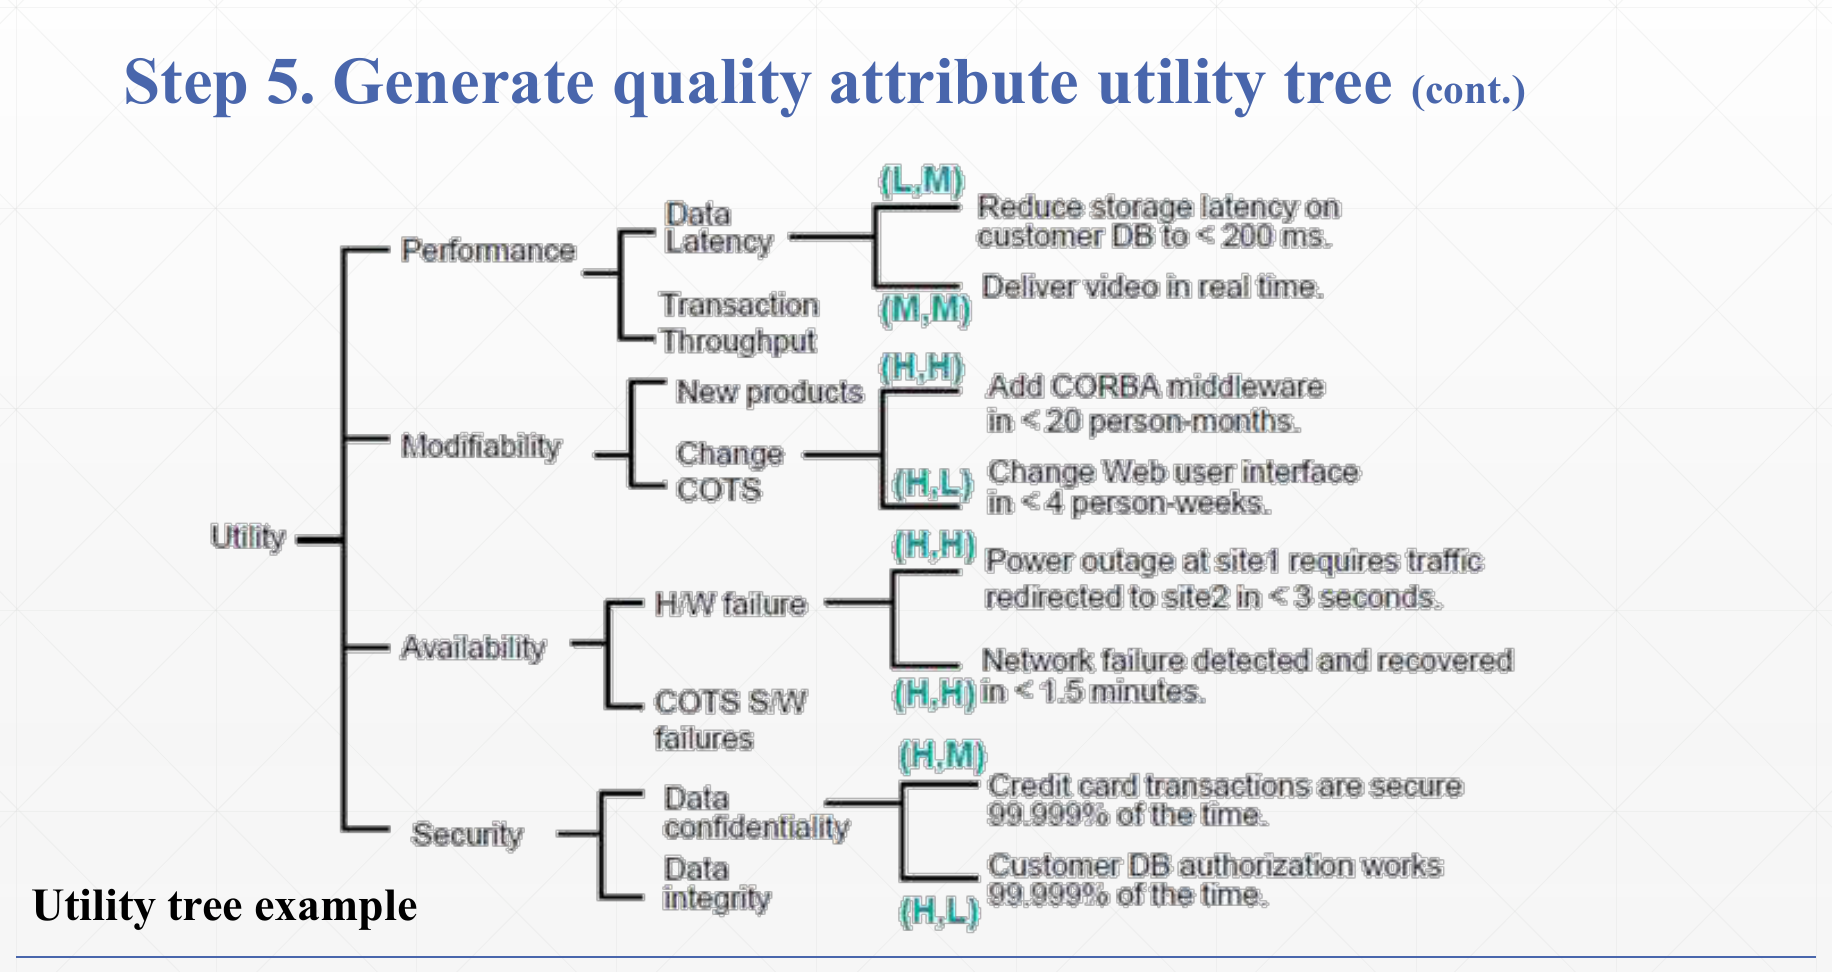 Step 5. Generate quality attribute utility tree (cont.)
Utility
Performance
Data
Latency
(L,M)
Reduce storage latency on
customer DB to < 200 ms.
Deliver video in real time.
(M,M)
Transaction
Throughput
Modifiability
New products
Change
COTS
(H,H)
Add CORBA middleware
in < 20 person-months.
(H,L)
Change Web user interface
in < 4 person-weeks.
Availability
H/W failure
(H,H)
Power outage at site1 requires traffic
redirected to site2 in < 3 seconds.
Network failure detected and recovered
(H,H) in < 1.5 minutes.
COTS S/W
failures
Security
Data
confidentiality
(H,M)
Credit card transactions are secure
99.999% of the time.
Customer DB authorization works
99.999% of the time.
(H,L)
Data
integrity
Utility tree example